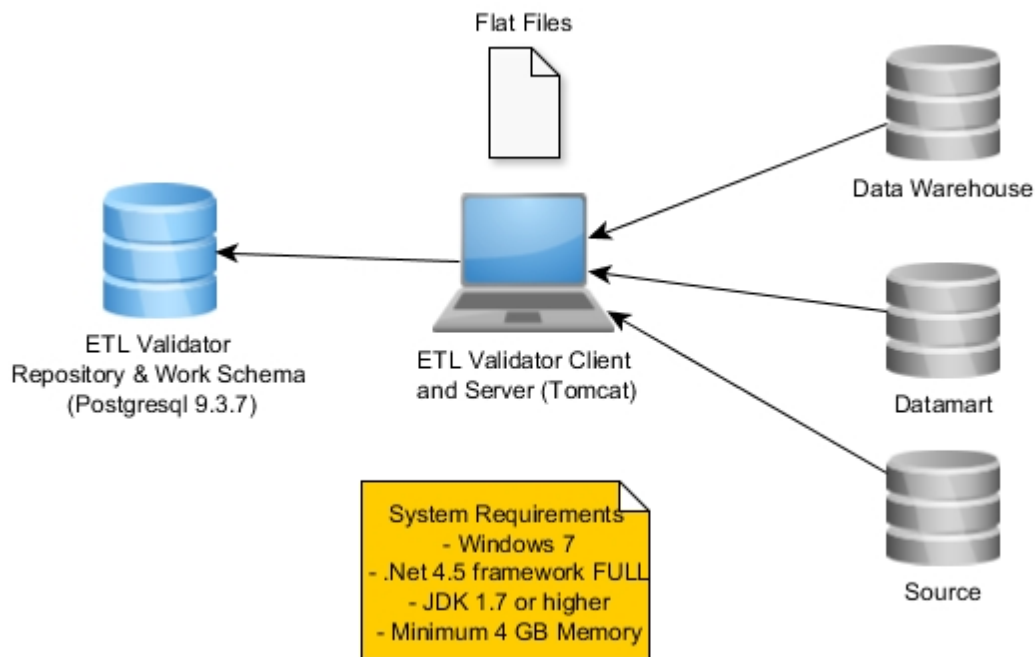 Flat Files
Data Warehouse
ETL Validator
Repository & Work Schema
(Postgresql 9.3.7)
ETL Validator Client
and Server (Tomcat)
Datamart
System Requirements
- Windows 7
- .Net 4.5 framework FULL
- JDK 1.7 or higher
- Minimum 4 GB Memory
Source